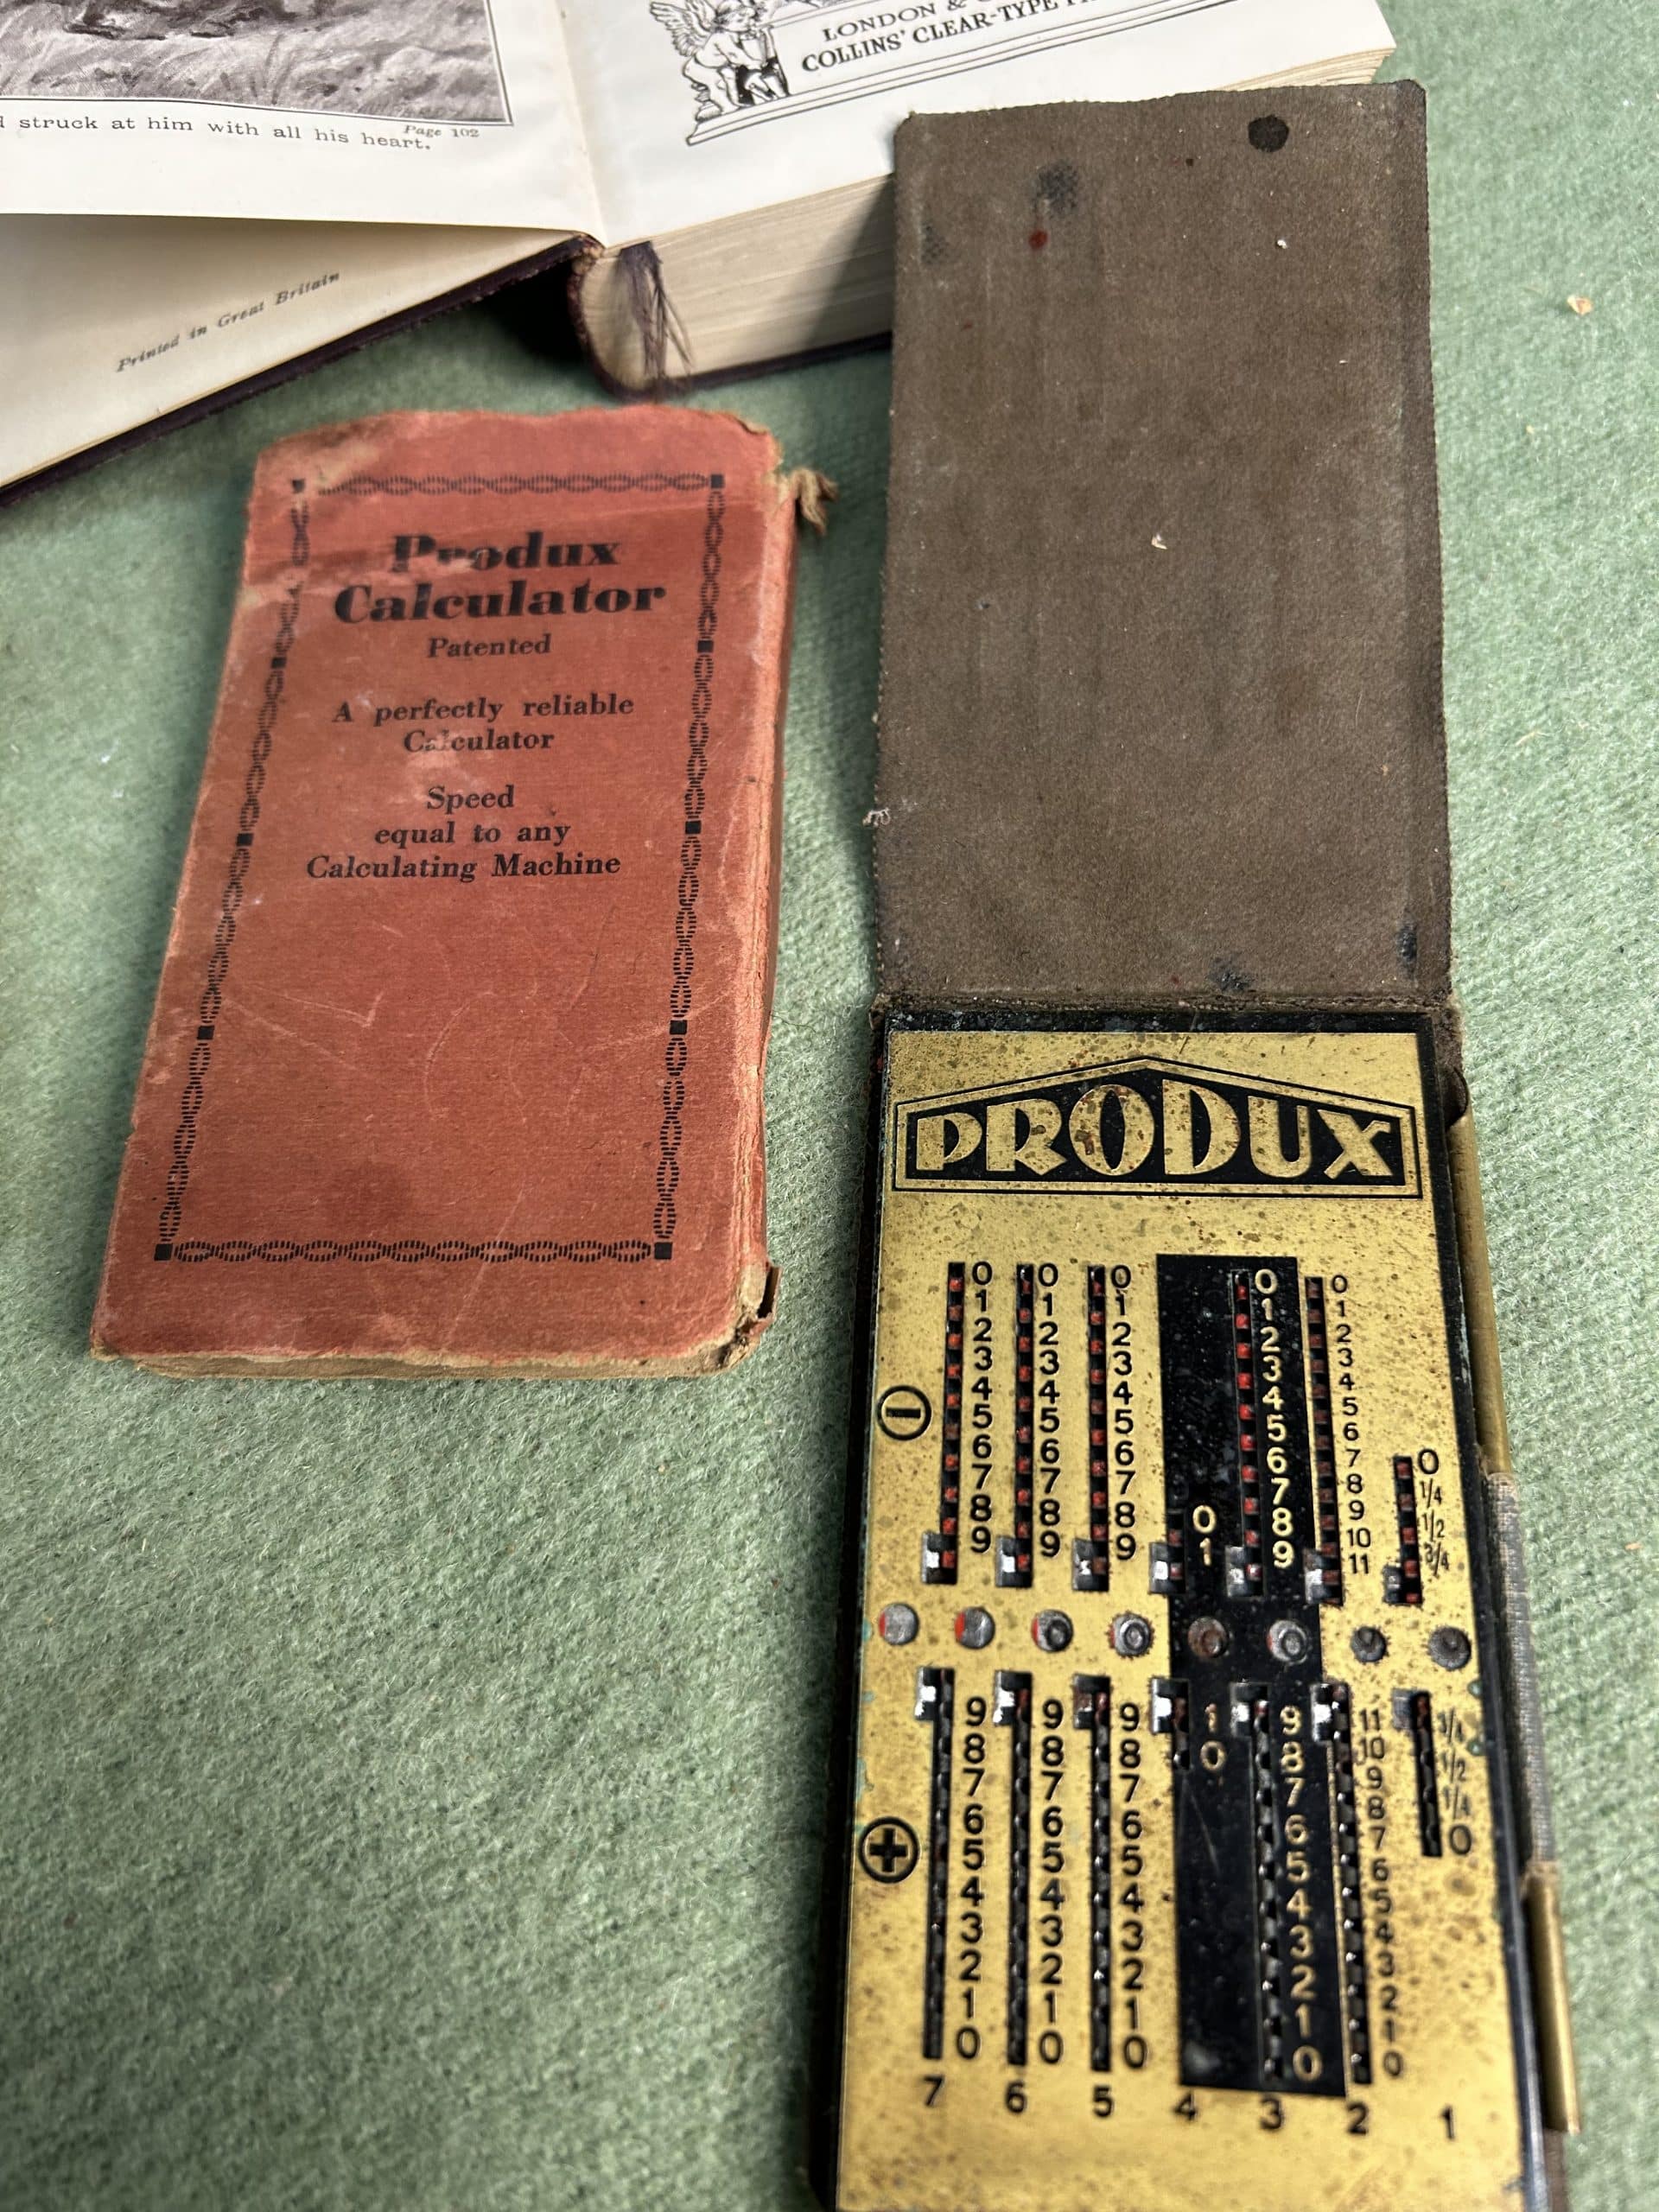 d struck at him with all his heart.
Page 102
LONDON &
COLLINS' CLEAR-TYPE
Printed in Great Britain
Produx
Calculator
Patented
A perfectly reliable
Calculator
Speed
equal to any
Calculating Machine
PRODUX
0 0 0 0 0
1 1 1 1 1
2 2 2 2 2
3 3 3 3 3
4 4 4 4 4
5 5 5 5 5
6 6 6 6 6
7 7 7 7 7 0
8 8 8 8 8 1/4
9 9 9 0 9 9 1/2
1 10 3/4
11
9 9 9 1 9 11 3/4
8 8 8 0 8 10 1/2
7 7 7 7 9 1/4
6 6 6 6 8 0
5 5 5 5 7
4 4 4 4 6
3 3 3 3 5
2 2 2 2 4
1 1 1 1 3
0 0 0 0 2
1
0
7 6 5 4 3 2 1